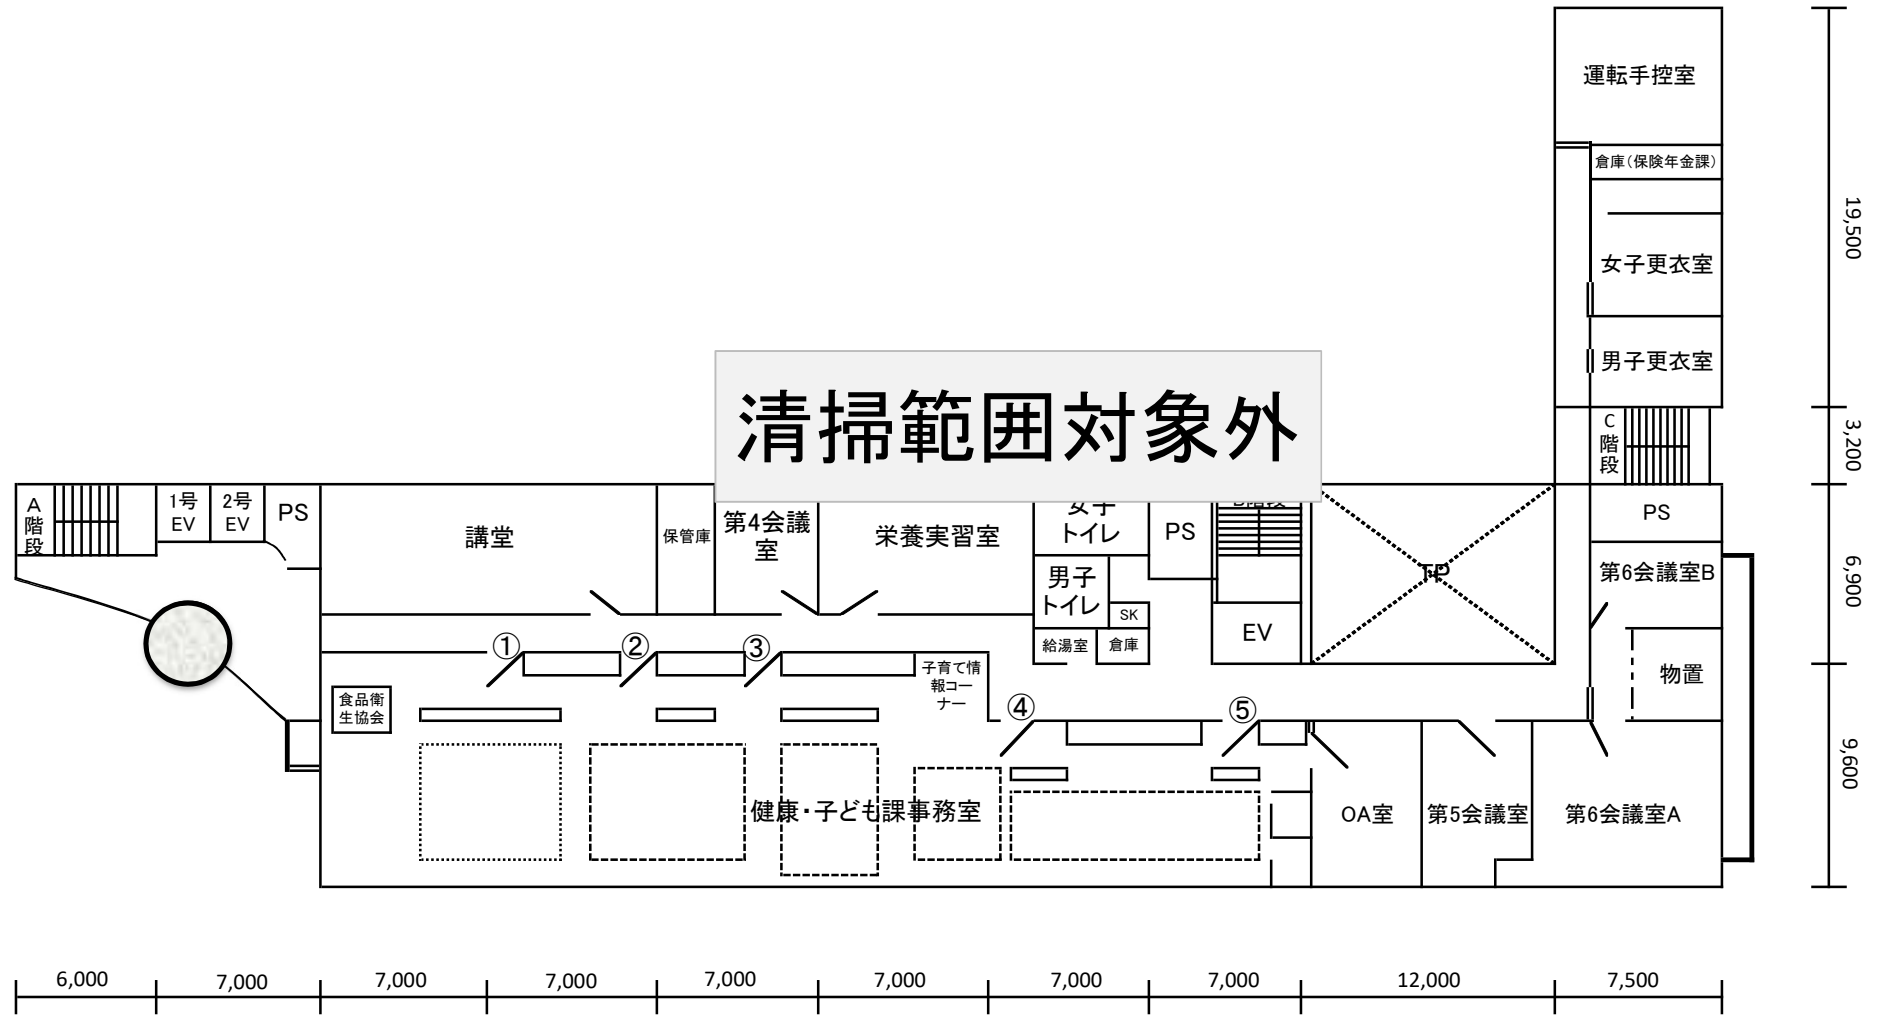 運転手控室
倉庫（保険年金課）
女子更衣室
男子更衣室
C
階
段
19,500
3,200
6,900
9,600
清掃範囲対象外
A
階
段
1号
EV
2号
EV
PS
講堂
保管庫
第4会議
室
栄養実習室
女子
トイレ
男子
トイレ
SK
給湯室
倉庫
PS
B階段
EV
TP
PS
第6会議室B
物置
①
②
③
④
⑤
食品衛
生協会
子育て情
報コー
ナー
健康・子ども課事務室
OA室
第5会議室
第6会議室A
6,000
7,000
7,000
7,000
7,000
7,000
7,000
7,000
12,000
7,500